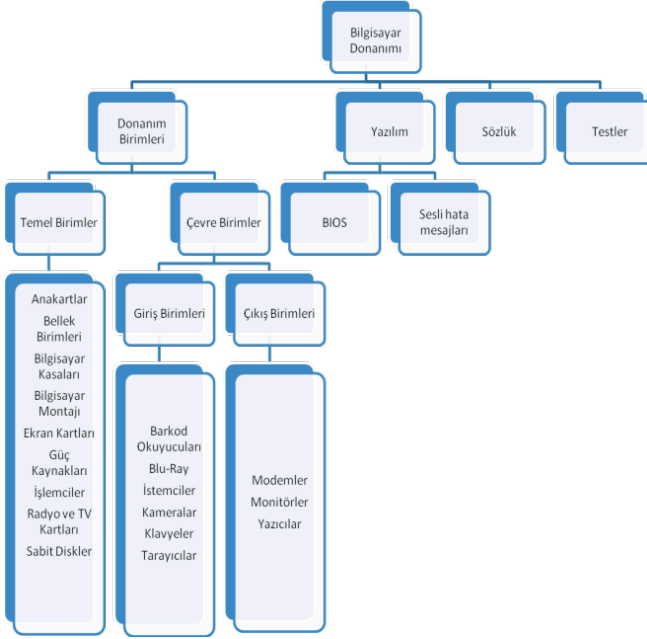 Bilgisayar
Donanımı
Donanım
Birimleri
Yazılım
Sözlük
Testler
Temel Birimler
Çevre Birimler
BIOS
Sesli hata
mesajları
Anakartlar
Bellek
Birimleri
Bilgisayar
Kasaları
Bilgisayar
Montajı
Ekran Kartları
Güç
Kaynakları
İşlemciler
Radyo ve TV
Kartları
Sabit Diskler
Giriş Birimleri
Çıkış Birimleri
Barkod
Okuyucuları
Blu-Ray
İstemciler
Kameralar
Klavyeler
Tarayıcılar
Modemler
Monitörler
Yazıcılar